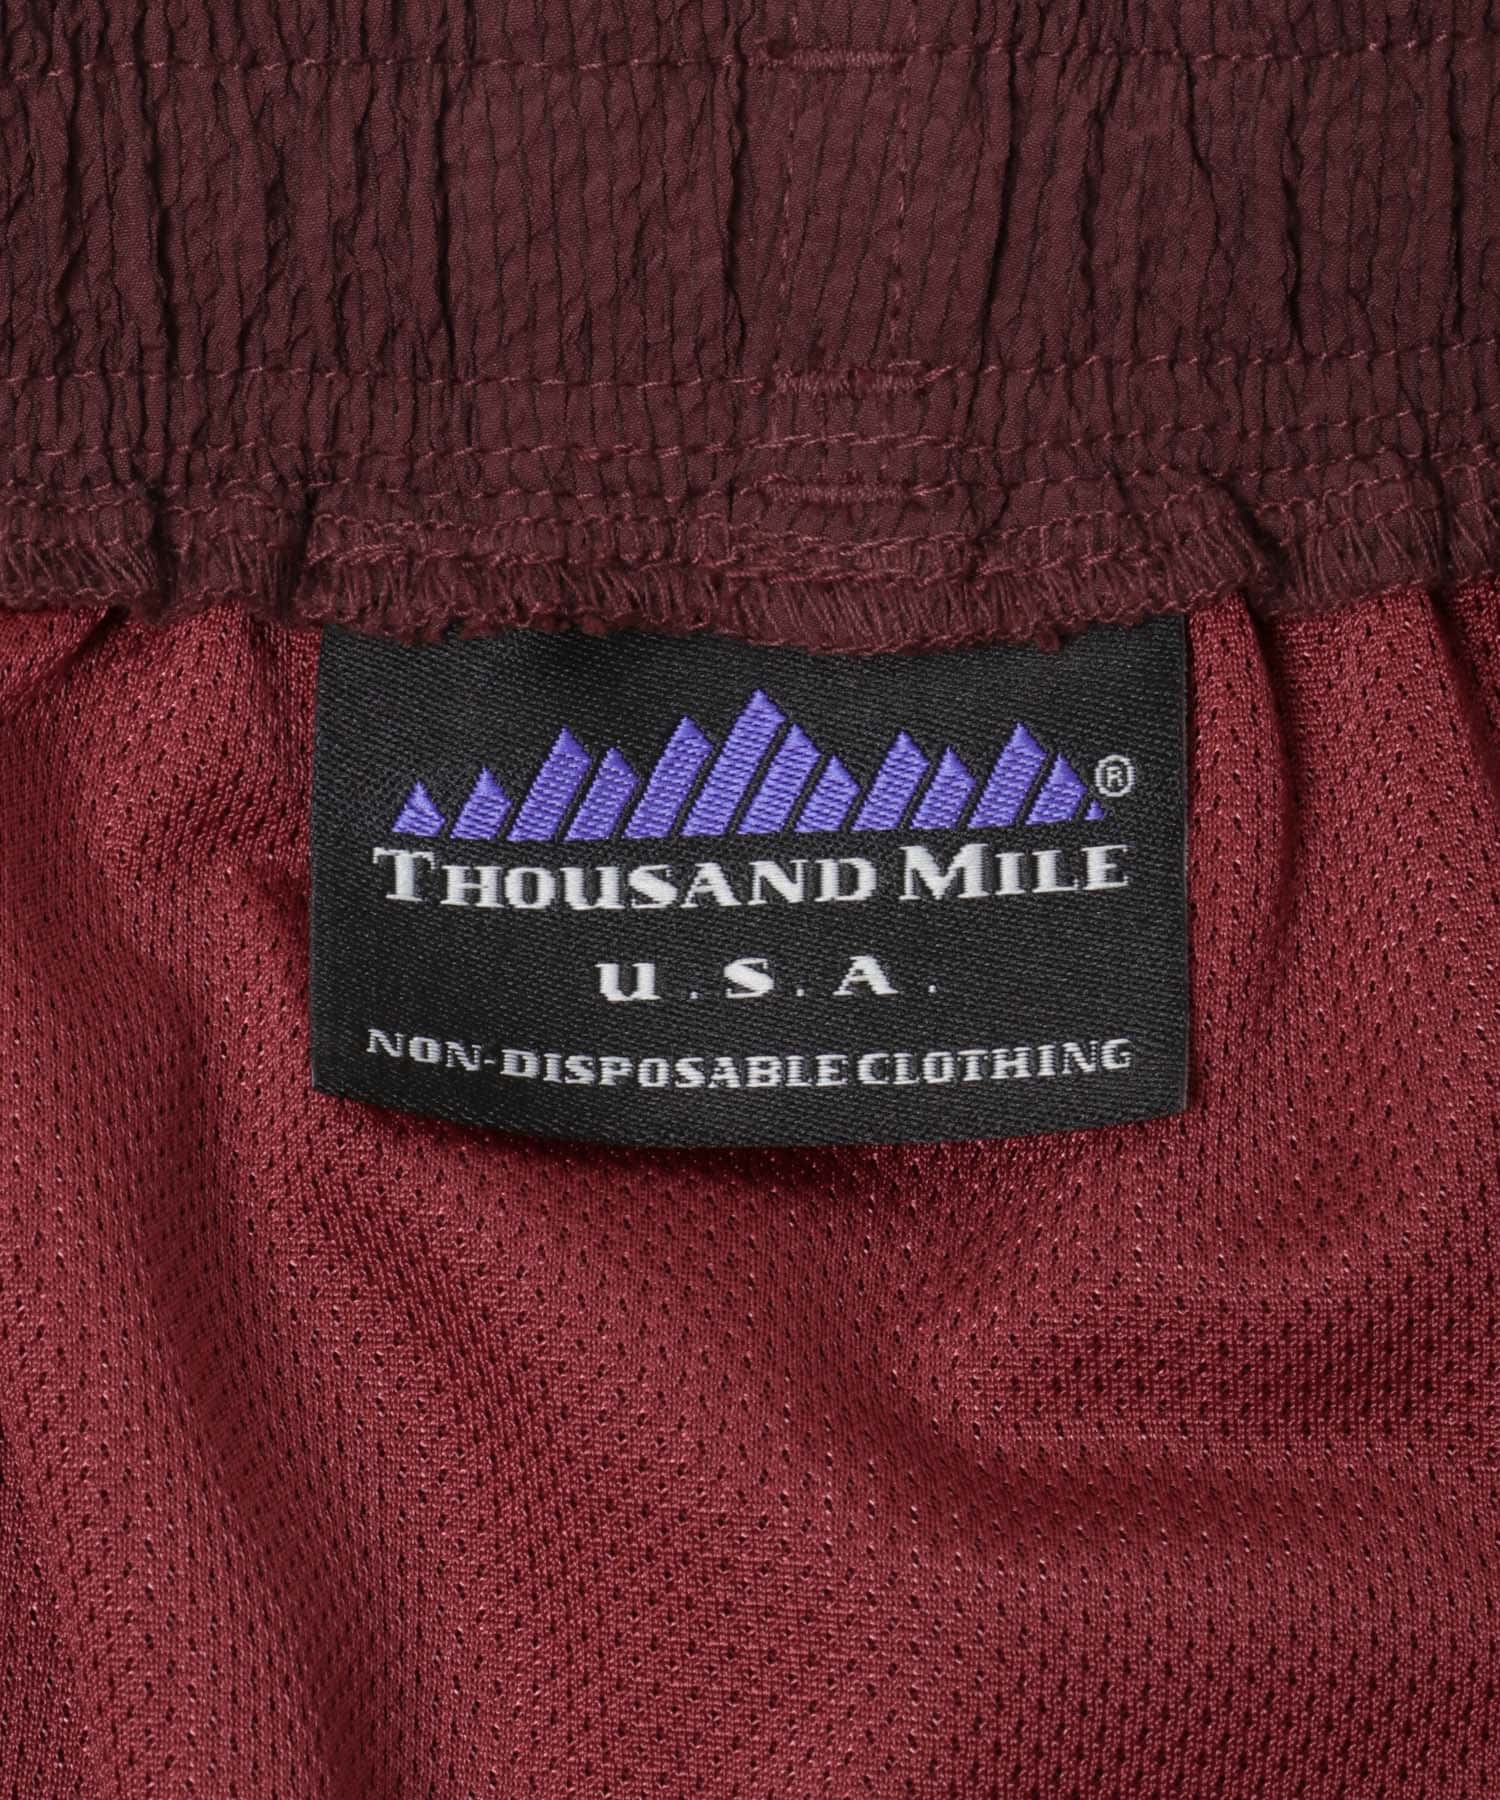 ®
THOUSAND MILE
U.S.A.
NON-DISPOSABLE CLOTHING